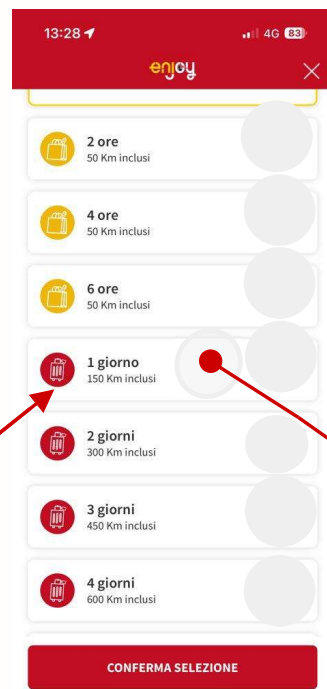 13:28
4G 83
enjoy
2 ore
50 Km inclusi
4 ore
50 Km inclusi
6 ore
50 Km inclusi
1 giorno
150 Km inclusi
2 giorni
300 Km inclusi
3 giorni
450 Km inclusi
4 giorni
600 Km inclusi
CONFERMA SELEZIONE